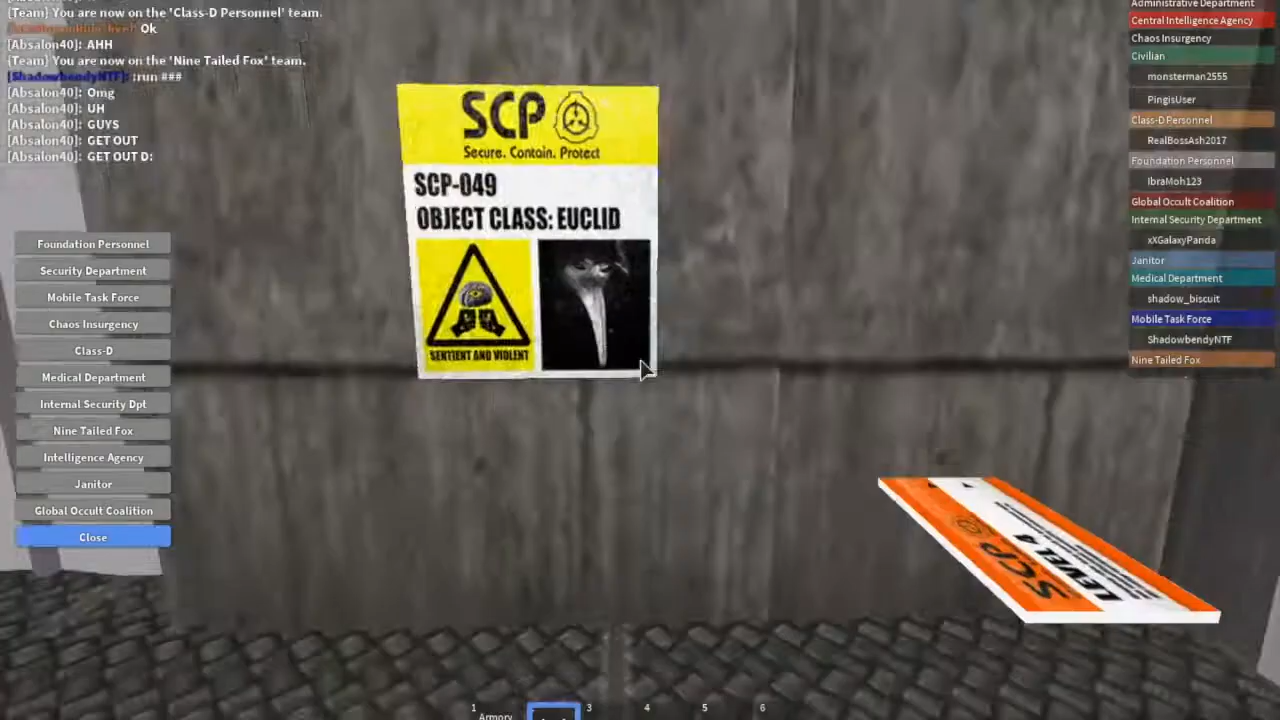 {Team} You are now on the 'Class-D Personnel' team.
Ok
[Absalon40]: AHH
{Team} You are now on the 'Nine Tailed Fox' team.
[ShadowbendyNTF]: :run ###
[Absalon40]: Omg
[Absalon40]: UH
[Absalon40]: GUYS
[Absalon40]: GET OUT
[Absalon40]: GET OUT D:
Foundation Personnel
Security Department
Mobile Task Force
Chaos Insurgency
Class-D
Medical Department
Internal Security Dpt
Nine Tailed Fox
Intelligence Agency
Janitor
Global Occult Coalition
Close
SCP
Secure. Contain. Protect
SCP-049
OBJECT CLASS: EUCLID
SENTIENT AND VIOLENT
Administrative Department
Central Intelligence Agency
Chaos Insurgency
Civilian
monsterman2555
PingisUser
Class-D Personnel
RealBossAsh2017
Foundation Personnel
IbraMoh123
Global Occult Coalition
Internal Security Department
xXGalaxyPanda
Janitor
Medical Department
shadow_biscuit
Mobile Task Force
ShadowbendyNTF
Nine Tailed Fox
SCP
LEVEL 4
1
3
4
5
6
Armory